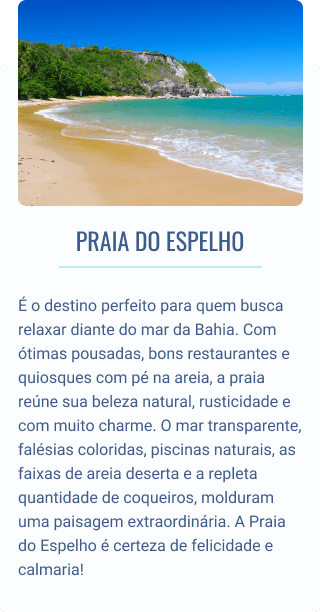 PRAIA DO ESPELHO
É o destino perfeito para quem busca
relaxar diante do mar da Bahia. Com
ótimas pousadas, bons restaurantes e
quiosques com pé na areia, a praia
reúne sua beleza natural, rusticidade e
com muito charme. O mar transparente,
falésias coloridas, piscinas naturais, as
faixas de areia deserta e a repleta
quantidade de coqueiros, molduram
uma paisagem extraordinária. A Praia
do Espelho é certeza de felicidade e
calmaria!